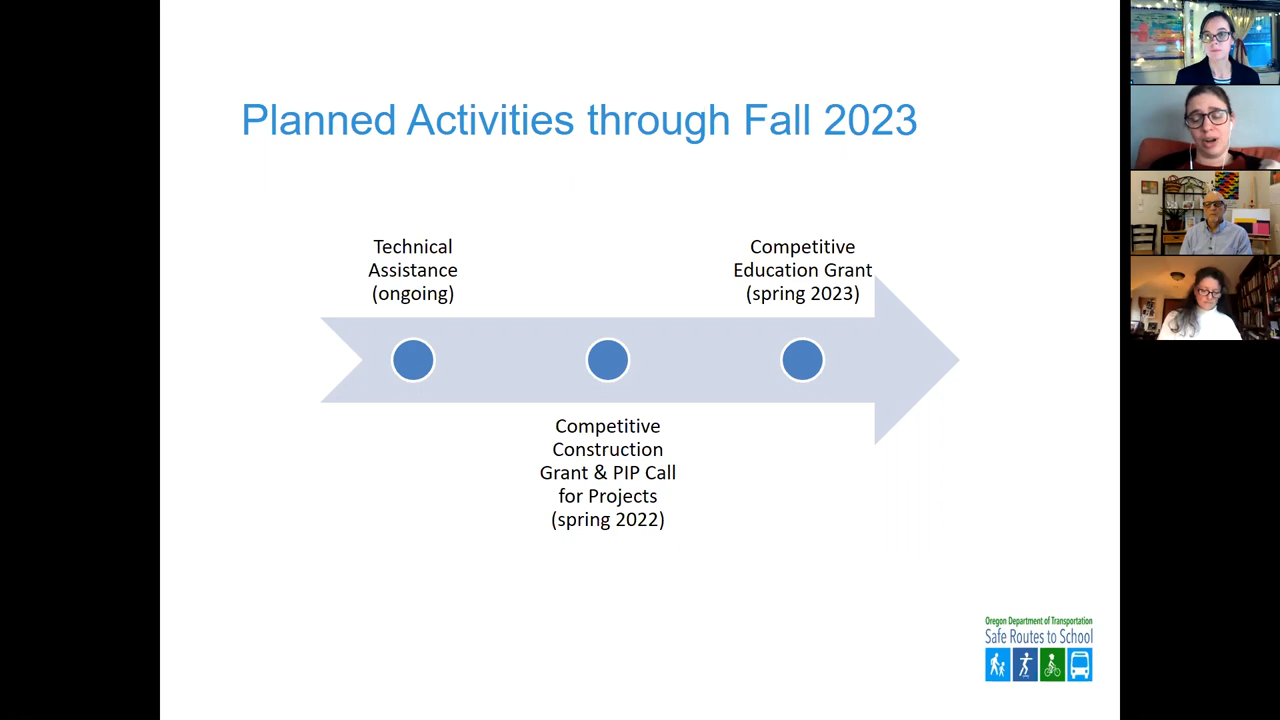 Planned Activities through Fall 2023
Technical
Assistance
(ongoing)
Competitive
Construction
Grant & PIP Call
for Projects
(spring 2022)
Competitive
Education Grant
(spring 2023)
Oregon Department of Transportation
Safe Routes to School